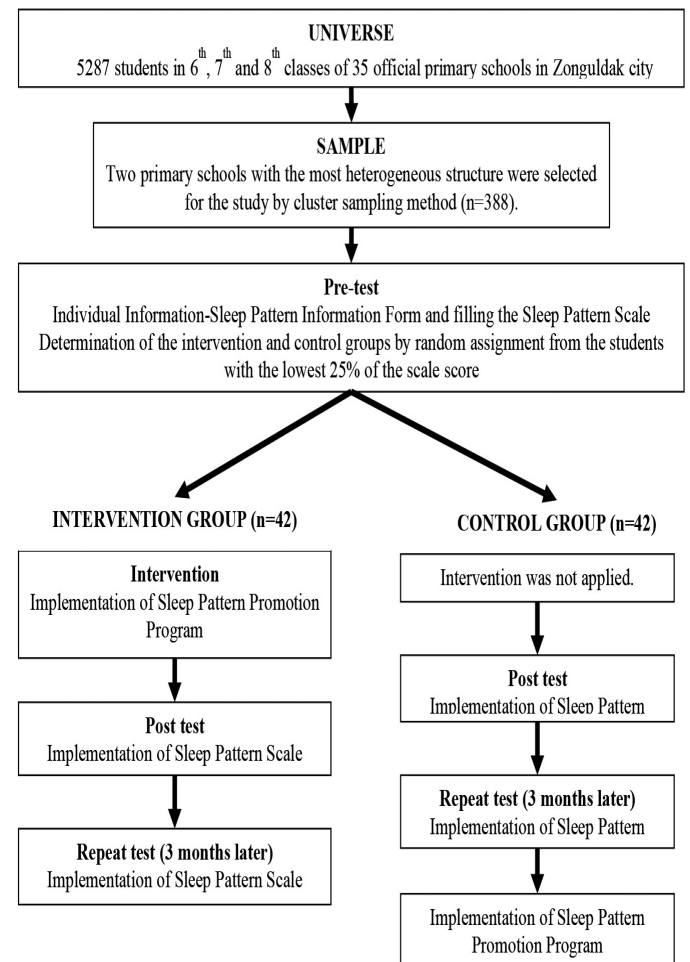 UNIVERSE
5287 students in 6th, 7th and 8th classes of 35 official primary schools in Zonguldak city
SAMPLE
Two primary schools with the most heterogeneous structure were selected
for the study by cluster sampling method (n=388).
Pre-test
Individual Information-Sleep Pattern Information Form and filling the Sleep Pattern Scale
Determination of the intervention and control groups by random assignment from the students
with the lowest 25% of the scale score
INTERVENTION GROUP (n=42)
Intervention
Implementation of Sleep Pattern Promotion
Program
Post test
Implementation of Sleep Pattern Scale
Repeat test (3 months later)
Implementation of Sleep Pattern Scale
CONTROL GROUP (n=42)
Intervention was not applied.
Post test
Implementation of Sleep Pattern
Repeat test (3 months later)
Implementation of Sleep Pattern
Implementation of Sleep Pattern
Promotion Program